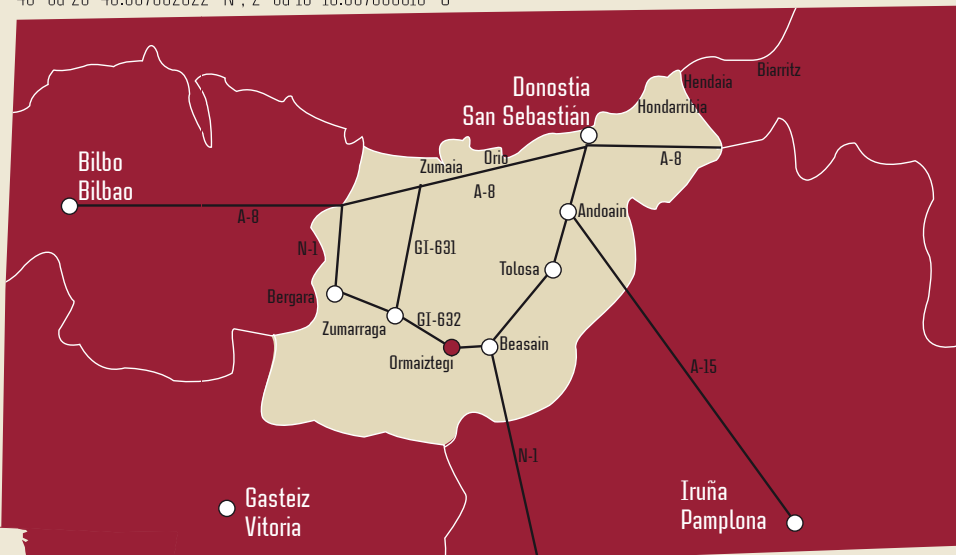 Biarritz
Hendaia
Donostia
San Sebastián
Hondarribia
Bilbo
Bilbao
Zumaia
Orio
A-8
A-8
A-8
Andoain
N-1
GI-631
Tolosa
Bergara
Zumarraga
GI-632
Ormaiztegi
Beasain
A-15
N-1
Gasteiz
Vitoria
Iruña
Pamplona